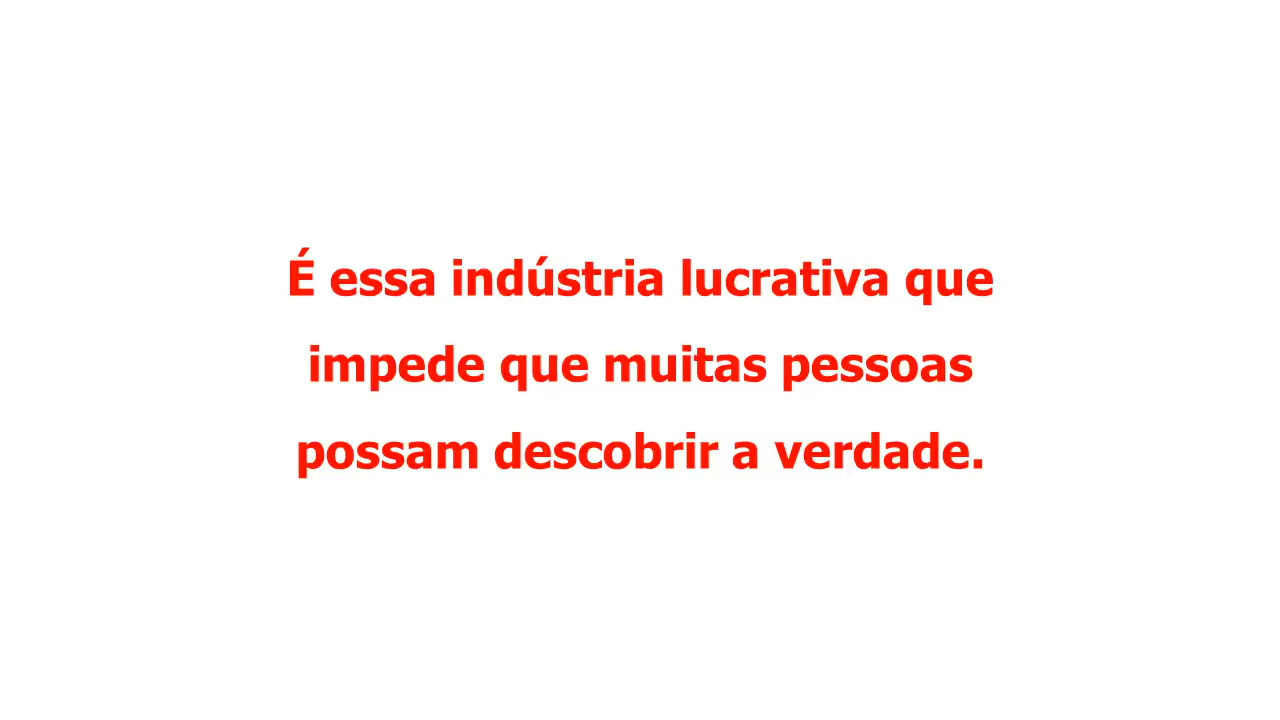 É essa indústria lucrativa que
impede que muitas pessoas
possam descobrir a verdade.